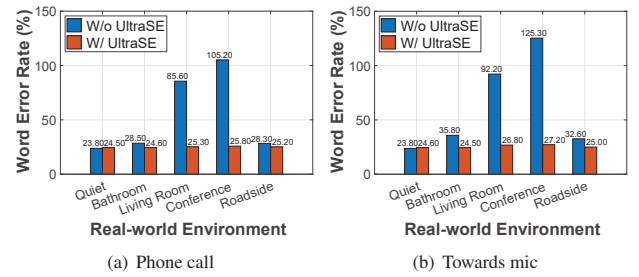 Word Error Rate (%)
150
100
50
0
W/o UltraSE
W/ UltraSE
23.80
24.50
28.50
24.60
85.60
25.30
105.20
25.80
28.30
25.20
Quiet
Bathroom
Living Room
Conference
Roadside
Real-world Environment
(a) Phone call
Word Error Rate (%)
150
100
50
0
W/o UltraSE
W/ UltraSE
23.80
24.60
35.80
24.50
92.20
26.80
125.30
27.20
32.60
25.00
Quiet
Bathroom
Living Room
Conference
Roadside
Real-world Environment
(b) Towards mic